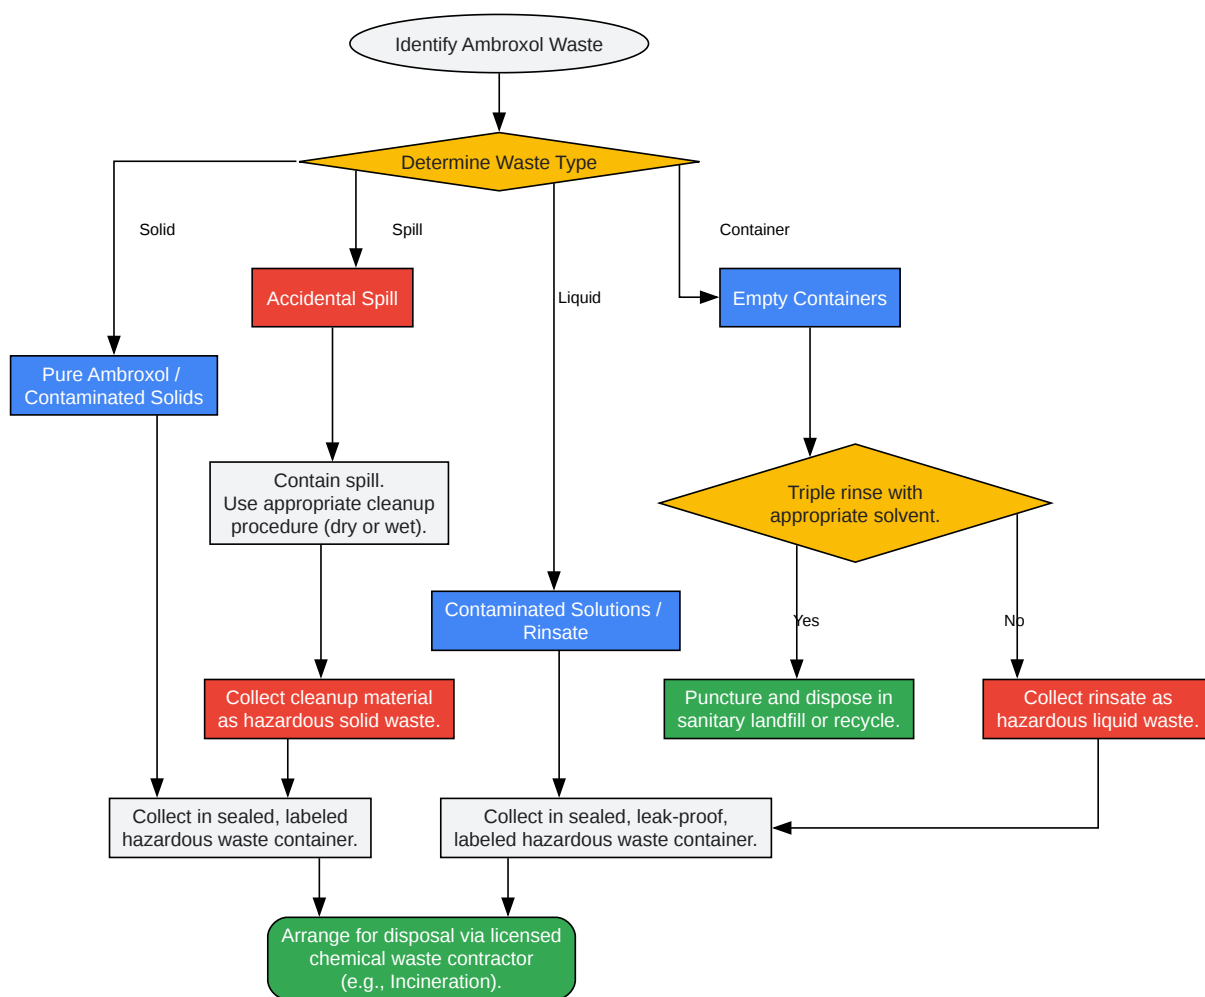 Identify Ambroxol Waste
Determine Waste Type
Solid
Spill
Container
Accidental Spill
Liquid
Empty Containers
Pure Ambroxol /
Contaminated Solids
Contain spill.
Use appropriate cleanup
procedure (dry or wet).
Triple rinse with
appropriate solvent.
Contaminated Solutions /
Rinsate
Yes
No
Collect cleanup material
as hazardous solid waste.
Puncture and dispose in
sanitary landfill or recycle.
Collect rinsate as
hazardous liquid waste.
Collect in sealed, labeled
hazardous waste container.
Collect in sealed, leak-proof,
labeled hazardous waste container.
Arrange for disposal via licensed
chemical waste contractor
(e.g., Incineration).